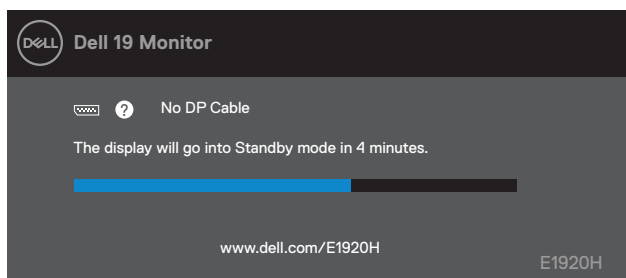 DELL Dell 19 Monitor
? No DP Cable
The display will go into Standby mode in 4 minutes.
www.dell.com/E1920H
E1920H